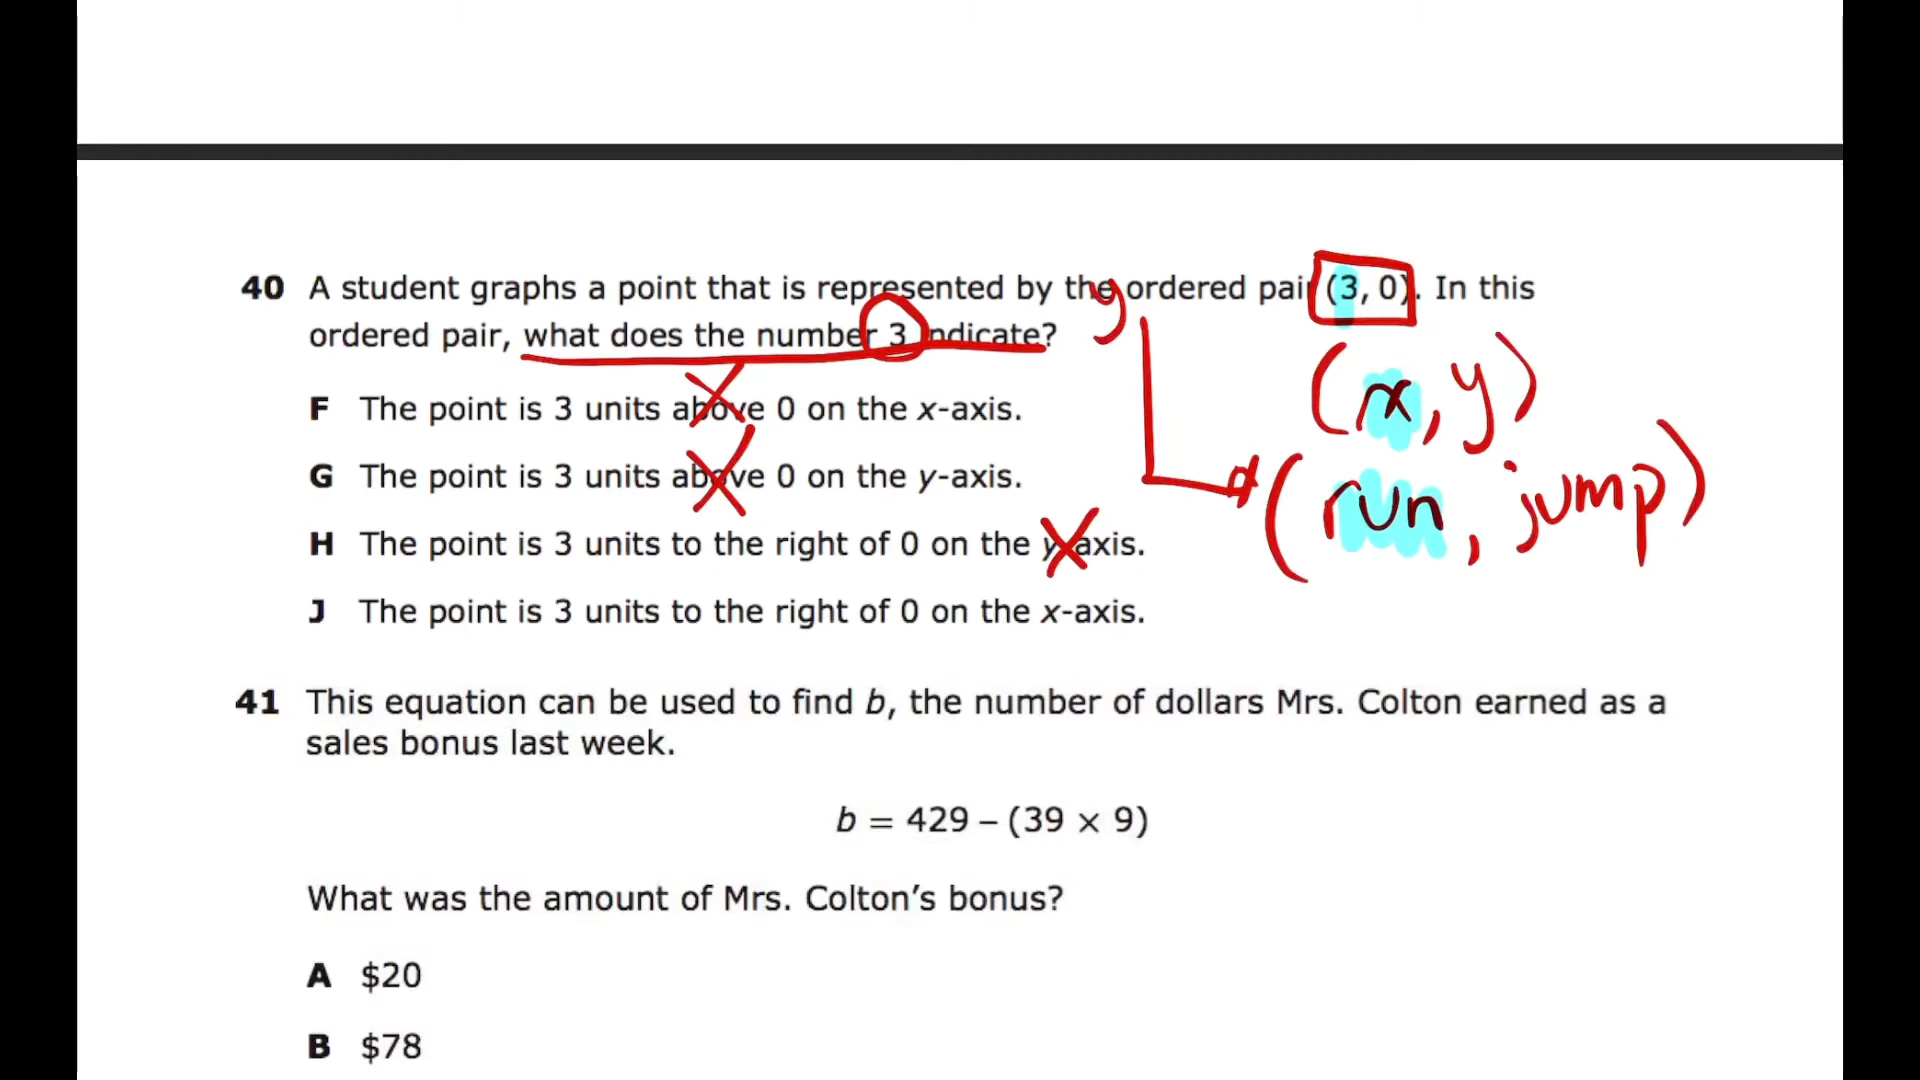 40 A student graphs a point that is represented by the ordered pair (3, 0). In this
ordered pair, what does the number 3 indicate?
F The point is 3 units above 0 on the x-axis.
G The point is 3 units above 0 on the y-axis.
H The point is 3 units to the right of 0 on the y-axis.
J The point is 3 units to the right of 0 on the x-axis.
y
x
(x, y)
(run, jump)
41 This equation can be used to find b, the number of dollars Mrs. Colton earned as a
sales bonus last week.
b = 429 – (39 × 9)
What was the amount of Mrs. Colton’s bonus?
A $20
B $78